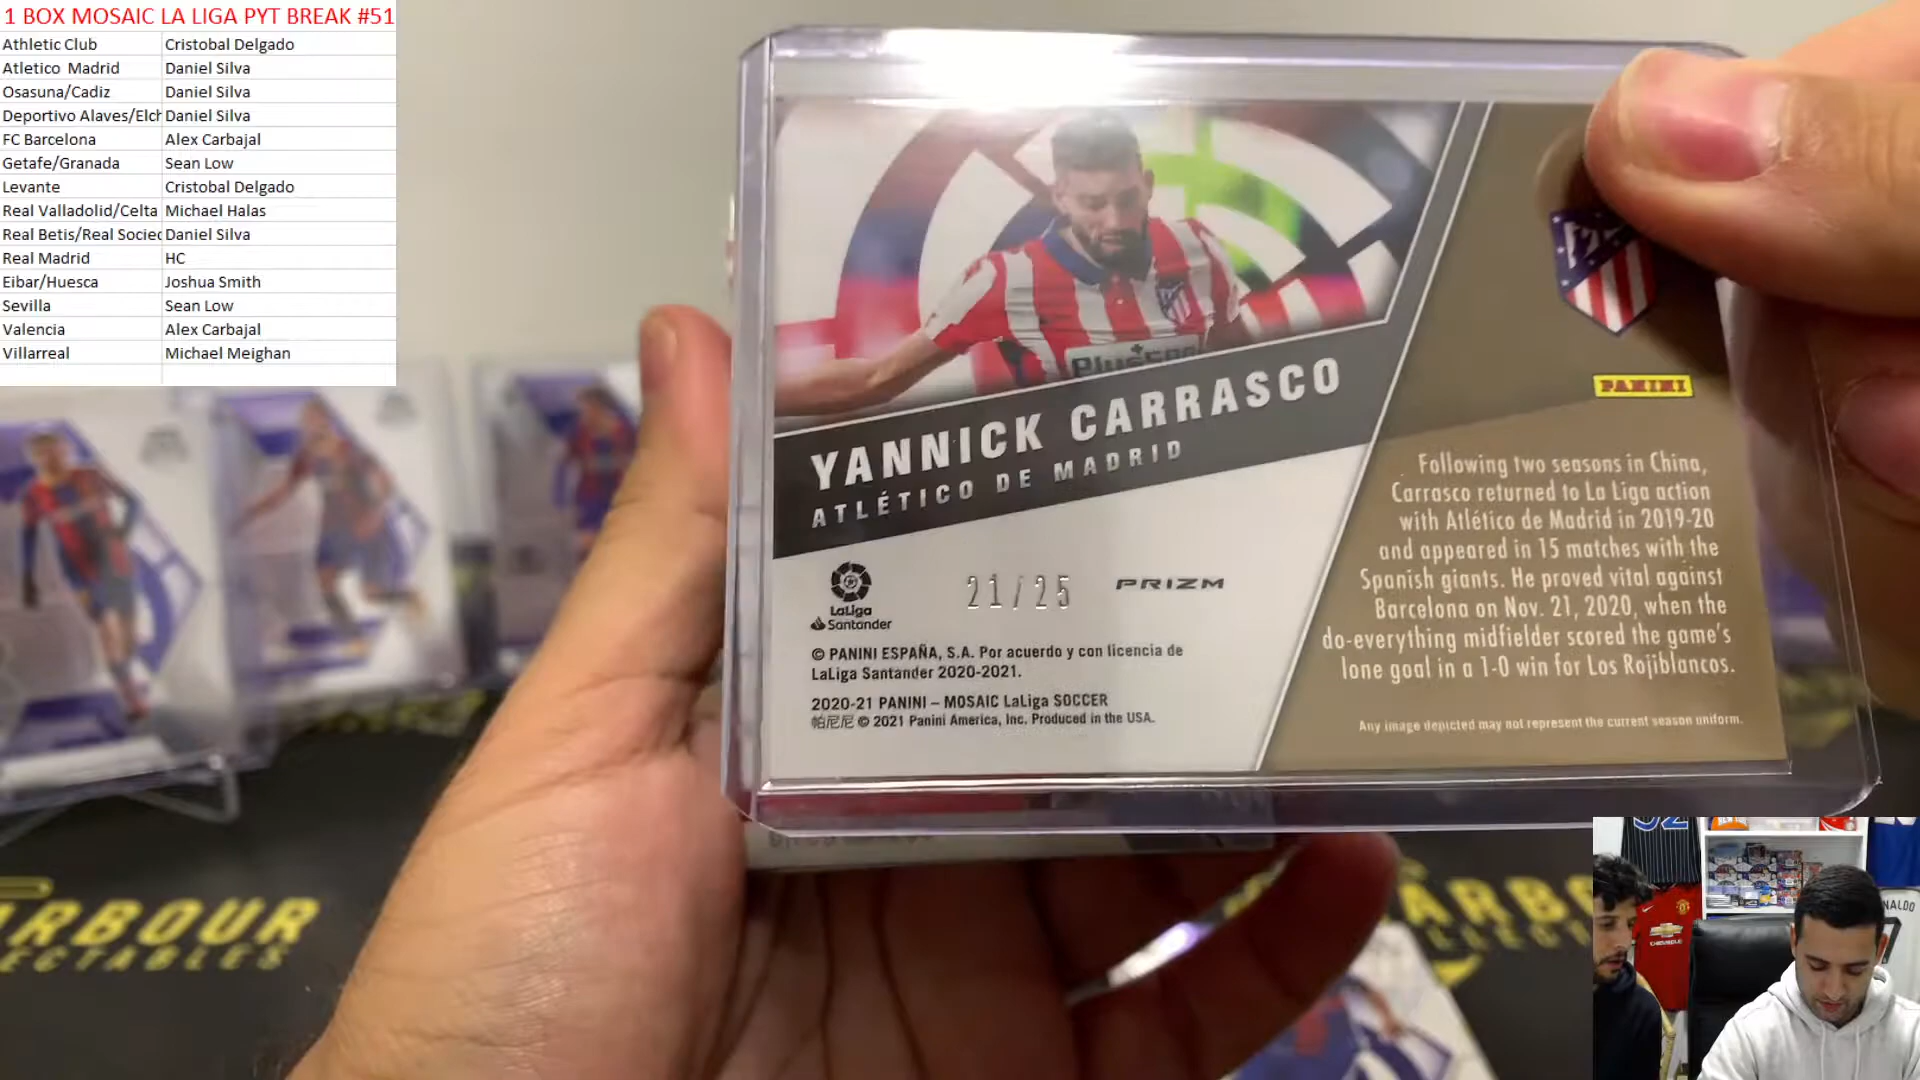 1 BOX MOSAIC LA LIGA PYT BREAK #51
Athletic Club Cristobal Delgado
Atletico Madrid Daniel Silva
Osasuna/Cadiz Daniel Silva
Deportivo Alaves/Elch Daniel Silva
FC Barcelona Alex Carbajal
Getafe/Granada Sean Low
Levante Cristobal Delgado
Real Valladolid/Celta Michael Halas
Real Betis/Real Socied Daniel Silva
Real Madrid HC
Eibar/Huesca Joshua Smith
Sevilla Sean Low
Valencia Alex Carbajal
Villarreal Michael Meighan
YANNICK CARRASCO
ATLÉTICO DE MADRID
PANINI
Following two seasons in China,
Carrasco returned to La Liga action
with Atlético de Madrid in 2019-20
and appeared in 15 matches with the
Spanish giants. He proved vital against
Barcelona on Nov. 21, 2020, when the
do-everything midfielder scored the game's
lone goal in a 1-0 win for Los Rojiblancos.
Any image depicted may not represent the current season uniform.
LaLiga
Santander
21/25
PRIZM
© PANINI ESPAÑA, S.A. Por acuerdo y con licencia de
LaLiga Santander 2020-2021.
2020-21 PANINI – MOSAIC LaLiga SOCCER
帕尼尼 © 2021 Panini America, Inc. Produced in the USA.
ARBOUR
ECTABLES
ARB
CHEVROLET
NALDO